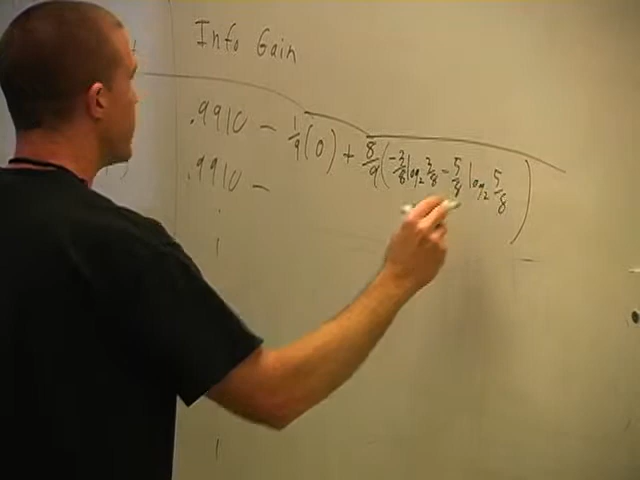 Info Gain
.9910 - 1/9(0) + 8/9(-3/8 log₂ 3/8 - 5/8 log₂ 5/8)
.9910 -